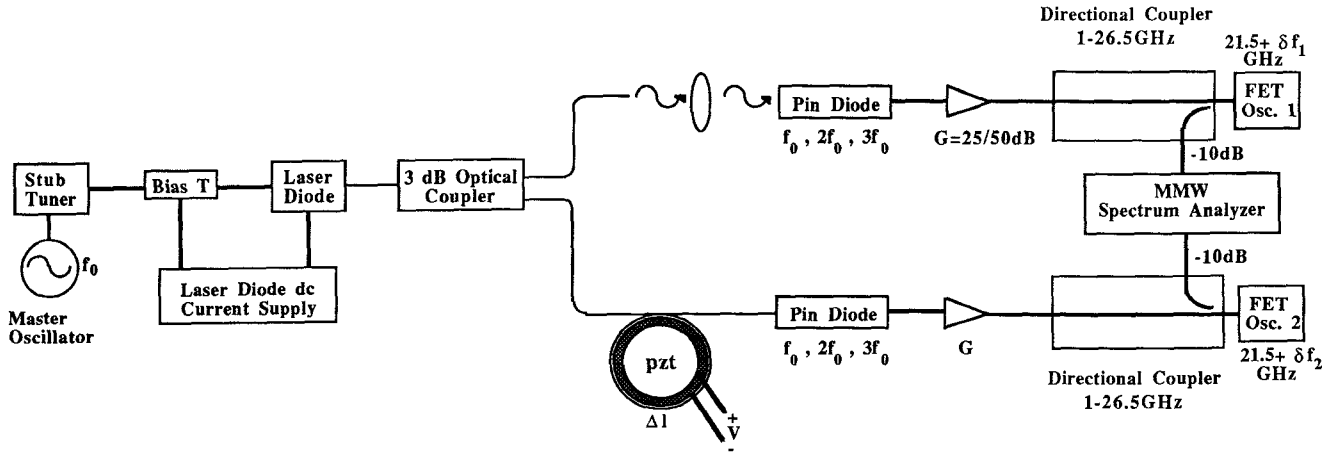 Directional Coupler
1-26.5GHz
21.5+ δf₁
GHz
FET
Osc. 1
Pin Diode
f₀ , 2f₀ , 3f₀
G=25/50dB
-10dB
Stub
Tuner
Bias T
Laser
Diode
3 dB Optical
Coupler
MMW
Spectrum Analyzer
f₀
Master
Oscillator
Laser Diode dc
Current Supply
-10dB
Pin Diode
f₀ , 2f₀ , 3f₀
G
FET
Osc. 2
21.5+ δf₂
GHz
Directional Coupler
1-26.5GHz
pzt
Δl
+
V
-